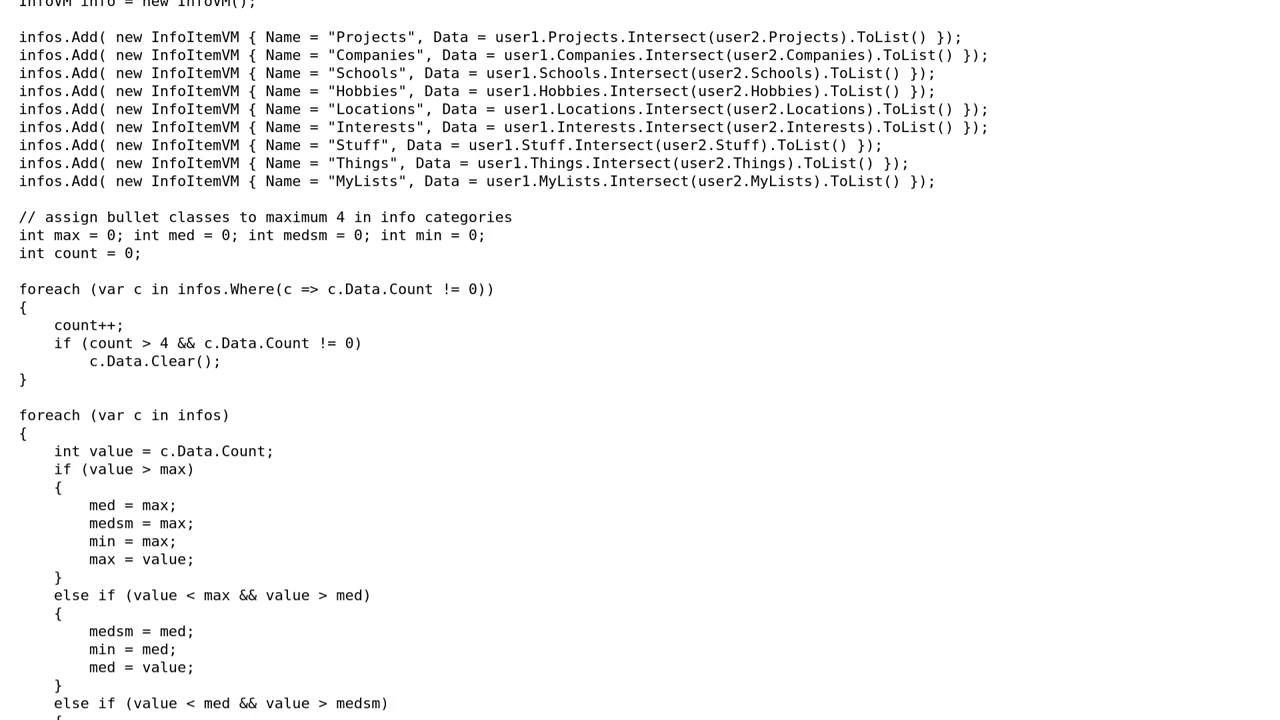 InfoVM info = new InfoVM();
infos.Add( new InfoItemVM { Name = "Projects", Data = user1.Projects.Intersect(user2.Projects).ToList() });
infos.Add( new InfoItemVM { Name = "Companies", Data = user1.Companies.Intersect(user2.Companies).ToList() });
infos.Add( new InfoItemVM { Name = "Schools", Data = user1.Schools.Intersect(user2.Schools).ToList() });
infos.Add( new InfoItemVM { Name = "Hobbies", Data = user1.Hobbies.Intersect(user2.Hobbies).ToList() });
infos.Add( new InfoItemVM { Name = "Locations", Data = user1.Locations.Intersect(user2.Locations).ToList() });
infos.Add( new InfoItemVM { Name = "Interests", Data = user1.Interests.Intersect(user2.Interests).ToList() });
infos.Add( new InfoItemVM { Name = "Stuff", Data = user1.Stuff.Intersect(user2.Stuff).ToList() });
infos.Add( new InfoItemVM { Name = "Things", Data = user1.Things.Intersect(user2.Things).ToList() });
infos.Add( new InfoItemVM { Name = "MyLists", Data = user1.MyLists.Intersect(user2.MyLists).ToList() });
// assign bullet classes to maximum 4 in info categories
int max = 0; int med = 0; int medsm = 0; int min = 0;
int count = 0;
foreach (var c in infos.Where(c => c.Data.Count != 0))
{
    count++;
    if (count > 4 && c.Data.Count != 0)
        c.Data.Clear();
}
foreach (var c in infos)
{
    int value = c.Data.Count;
    if (value > max)
    {
        med = max;
        medsm = max;
        min = max;
        max = value;
    }
    else if (value < max && value > med)
    {
        medsm = med;
        min = med;
        med = value;
    }
    else if (value < med && value > medsm)
    {